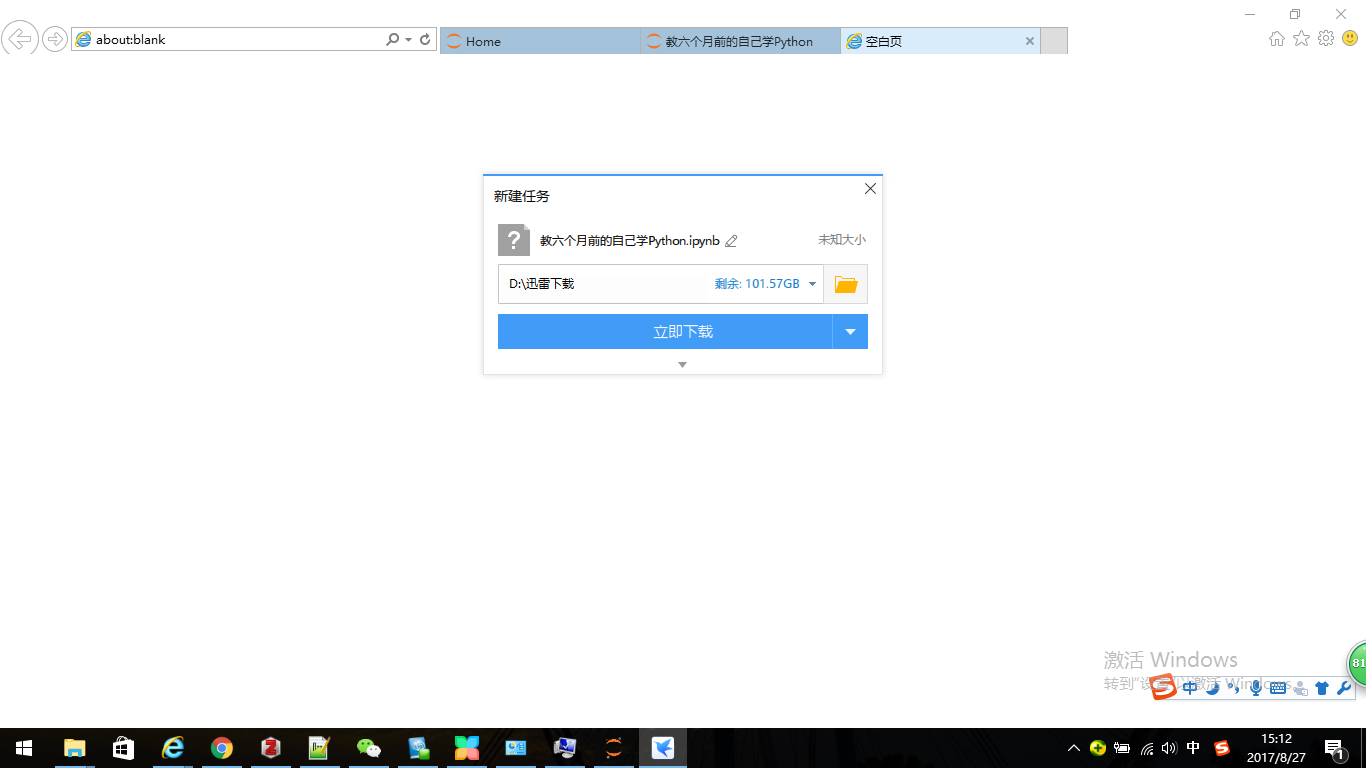 about:blank
Home
教六个月前的自己学Python
空白页
新建任务
教六个月前的自己学Python.ipynb
未知大小
D:\迅雷下载
剩余: 101.57GB
立即下载
激活 Windows
转到"设置"以激活 Windows。
中
81
中
15:12
2017/8/27
1